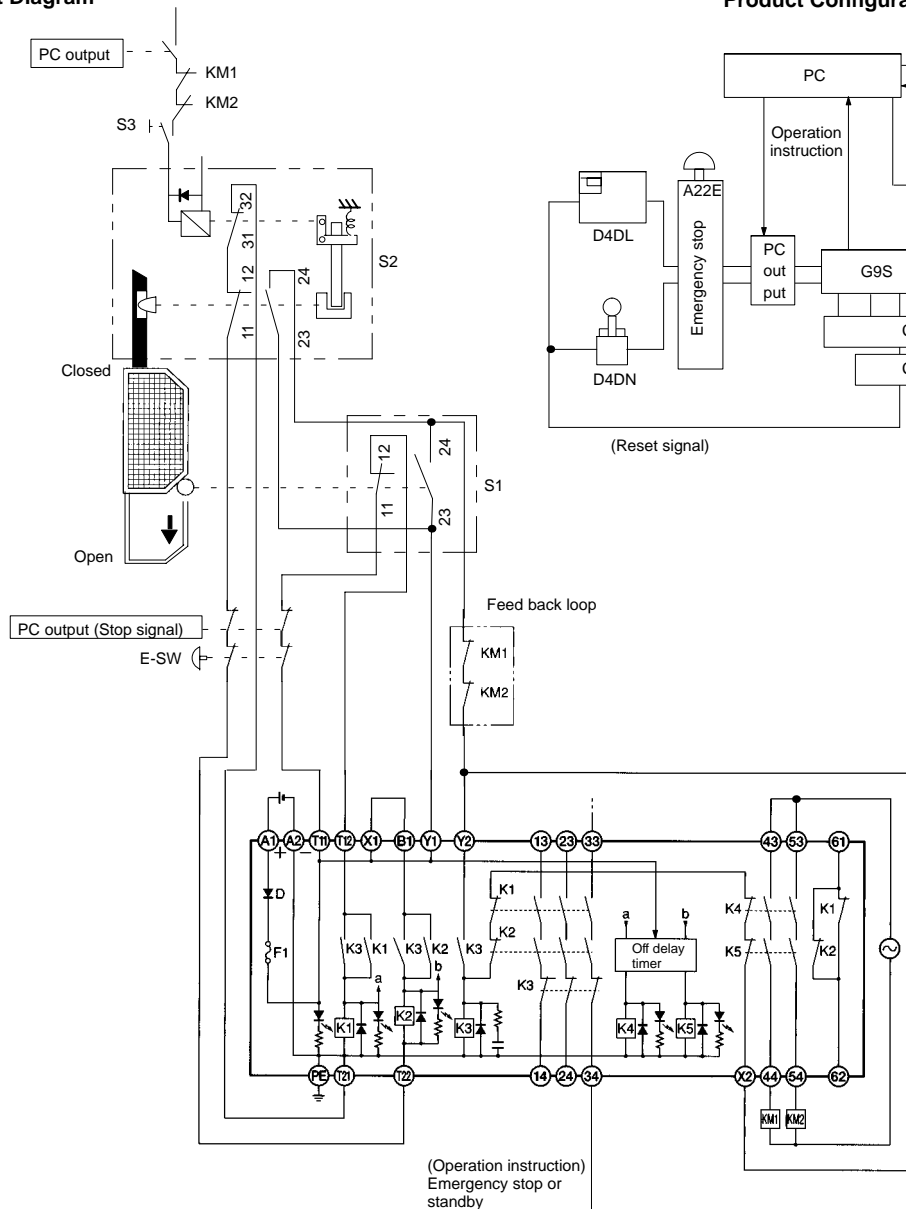 t Diagram
Product Configura
PC output
KM1
KM2
S3
32
31
12
24
11
23
S2
Closed
Open
12
24
11
23
S1
PC output (Stop signal)
E-SW
Feed back loop
KM1
KM2
PC
Operation
instruction
A22E
Emergency stop
D4DL
D4DN
PC
out
put
G9S
(Reset signal)
A1
A2
T11
T12
X1
B1
Y1
Y2
13
23
33
43
53
61
+
−
D
F1
K3
K1
K3
K2
K3
K1
K2
K3
a
b
a
b
Off delay
timer
K4
K5
K1
K2
K1
K2
K3
K4
K5
PE
T21
T22
14
24
34
X2
44
54
62
KM1
KM2
(Operation instruction)
Emergency stop or
standby